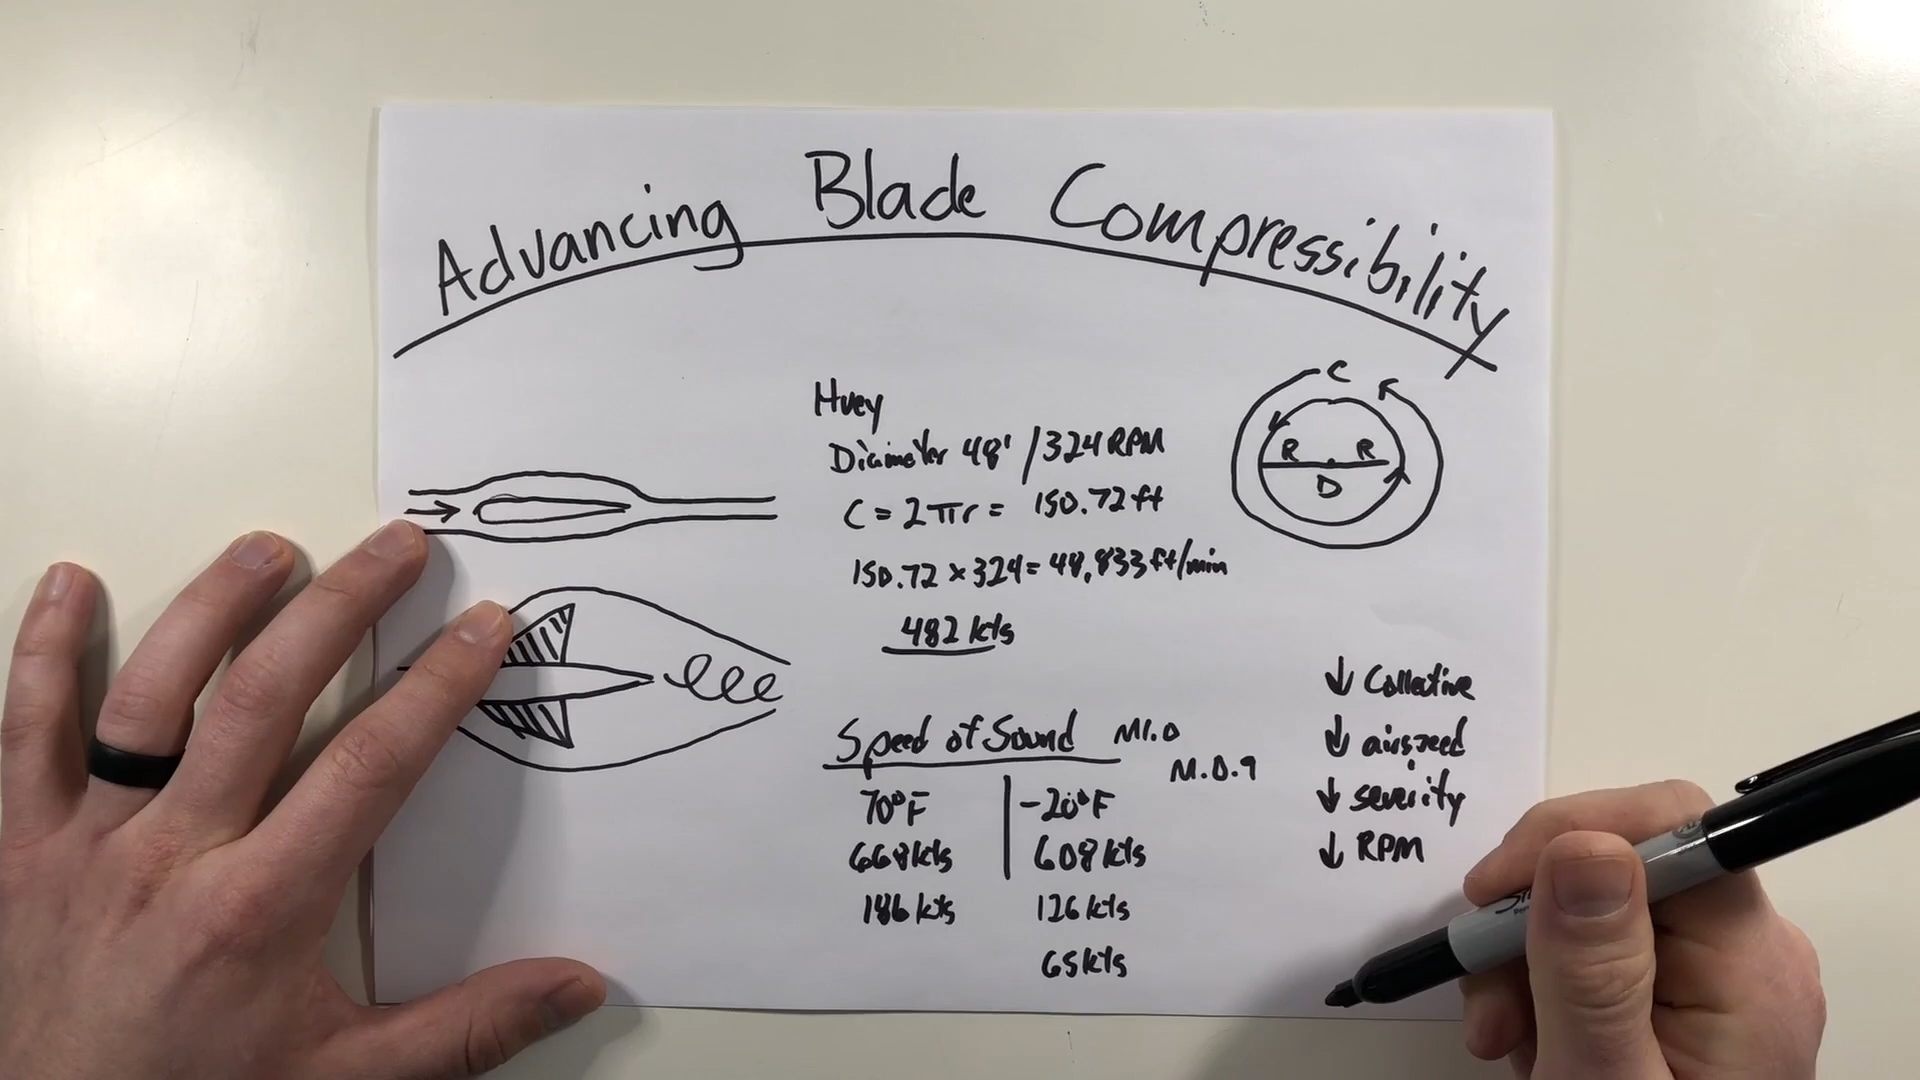 Advancing Blade Compressibility
Huey
Diameter 48' / 324 RPM
C = 2πr = 150.72 ft
150.72 x 324 = 48,833 ft/min
482 kts
C
R R
D
Speed of Sound M1.0
M.0.9
70°F -20°F
668 kts 608 kts
186 kts 126 kts
65 kts
↓ Collective
↓ airspeed
↓ severity
↓ RPM